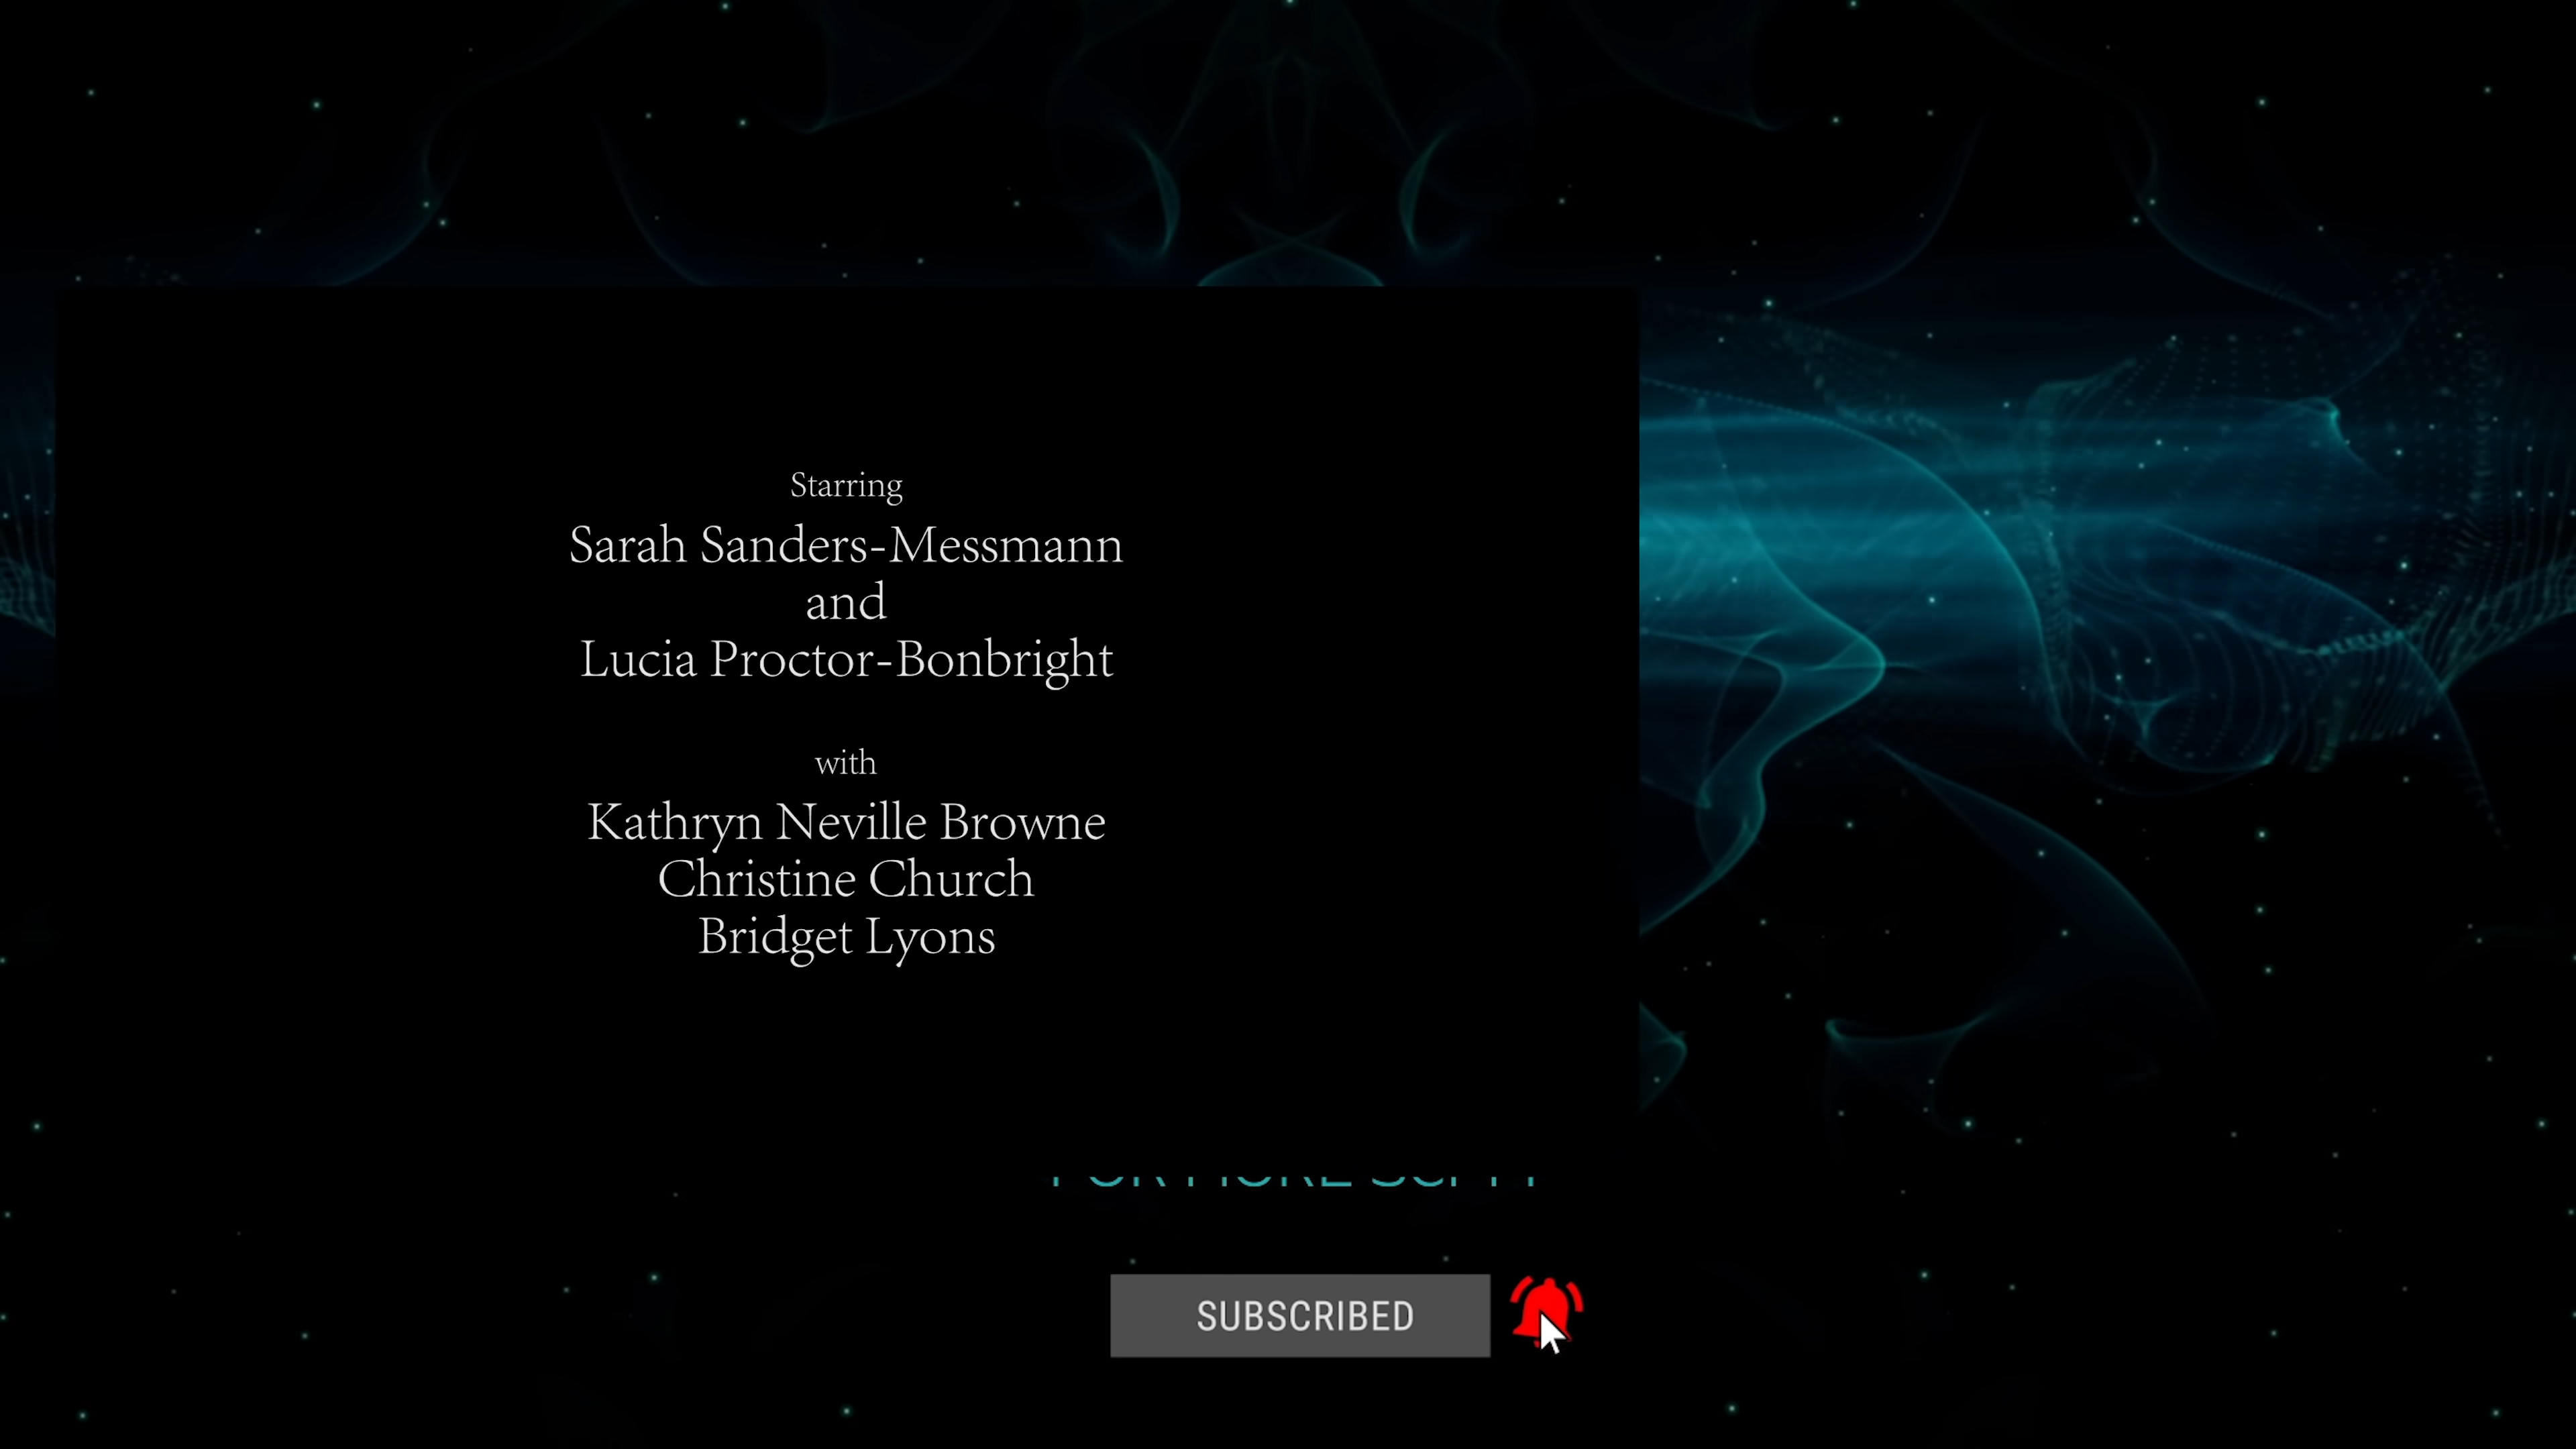 Starring
Sarah Sanders-Messmann
and
Lucia Proctor-Bonbright
with
Kathryn Neville Browne
Christine Church
Bridget Lyons
SUBSCRIBED